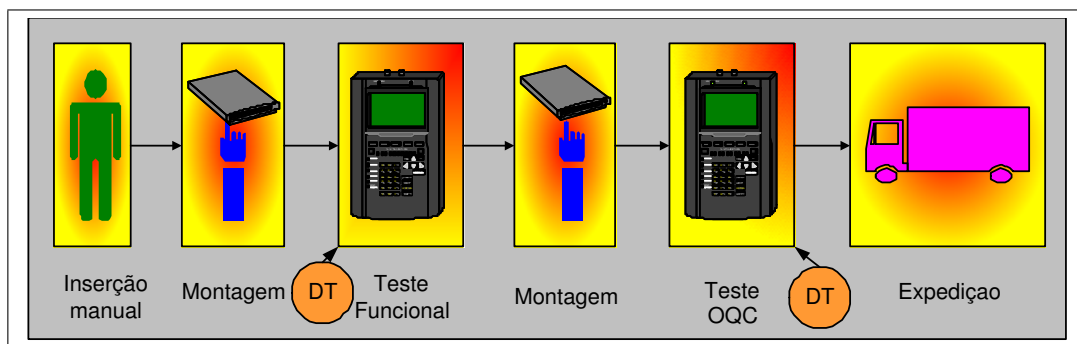 Inserção
manual
Montagem
DT
Teste
Funcional
Montagem
Teste
OQC
DT
Expediçao